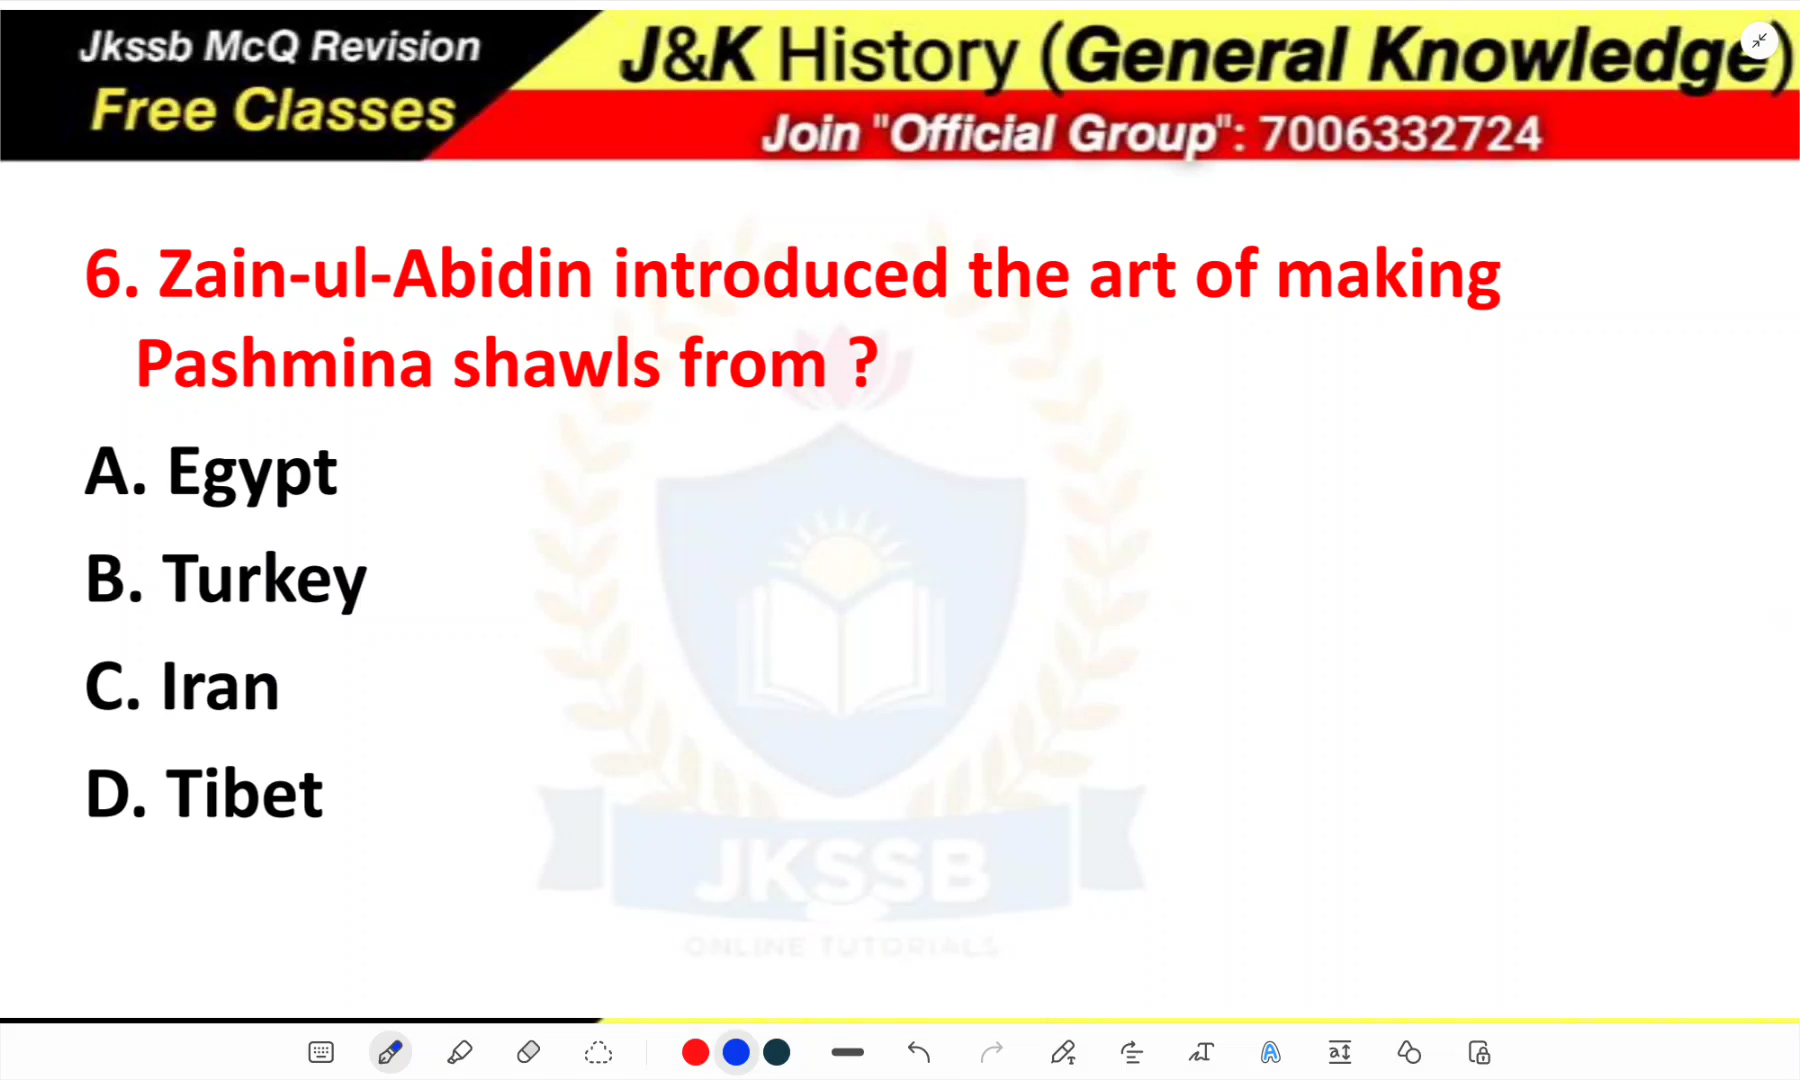 Jkssb McQ Revision
Free Classes
J&K History (General Knowledge)
Join "Official Group": 7006332724
6. Zain-ul-Abidin introduced the art of making
Pashmina shawls from ?
A. Egypt
B. Turkey
C. Iran
D. Tibet
JKSSB
ONLINE TUTORIALS